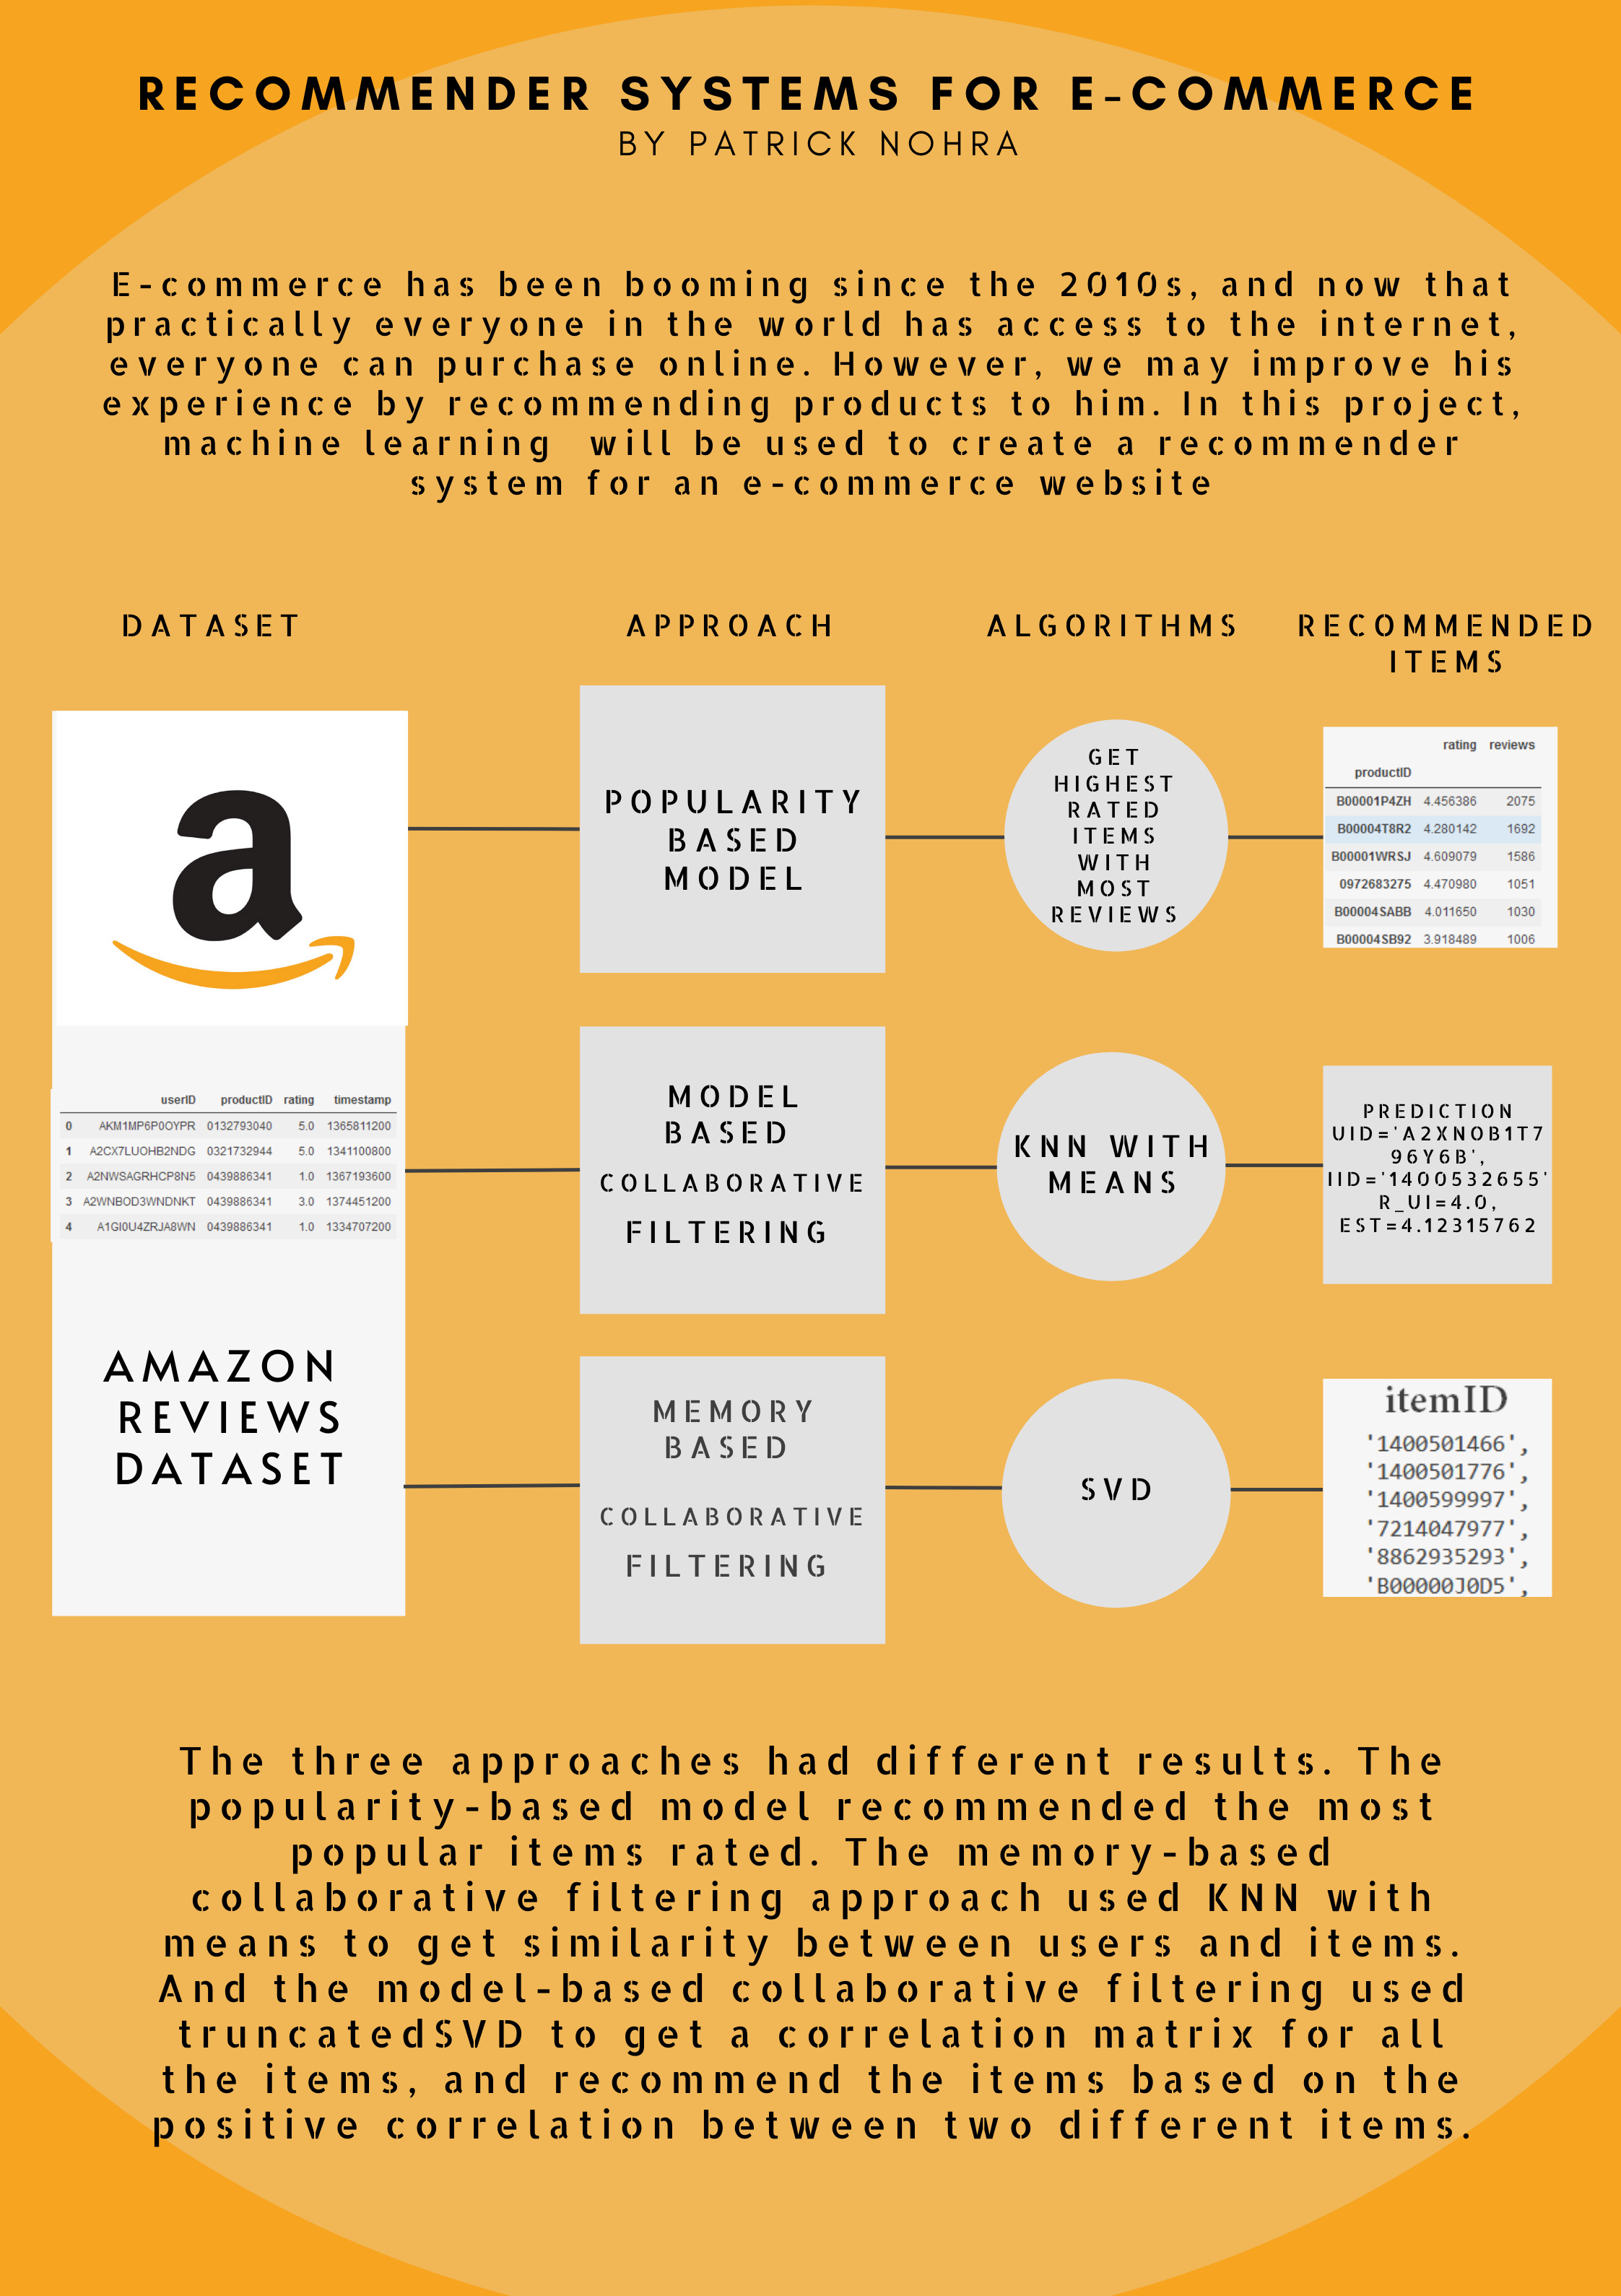 RECOMMENDER SYSTEMS FOR E-COMMERCE
BY PATRICK NOHRA
E-commerce has been booming since the 2010s, and now that
practically everyone in the world has access to the internet,
everyone can purchase online. However, we may improve his
experience by recommending products to him. In this project,
machine learning will be used to create a recommender
system for an e-commerce website
DATASET
APPROACH
ALGORITHMS
RECOMMENDED
ITEMS
a
userID productID rating timestamp
0 AKM1MP6P0OYPR 0132793040 5.0 1365811200
1 A2CX7LUOHB2NDG 0321732944 5.0 1341100800
2 A2NWSAGRHCP8N5 0439886341 1.0 1367193600
3 A2WNBOD3WNDNKT 0439886341 3.0 1374451200
4 A1GI0U4ZRJA8WN 0439886341 1.0 1334707200
AMAZON
REVIEWS
DATASET
POPULARITY
BASED
MODEL
GET
HIGHEST
RATED
ITEMS
WITH
MOST
REVIEWS
rating reviews
productID
B00001P4ZH 4.456386 2075
B00004T8R2 4.280142 1692
B00001WRSJ 4.609079 1586
0972683275 4.470980 1051
B00004SABB 4.011650 1030
B00004SB92 3.918489 1006
MODEL
BASED
COLLABORATIVE
FILTERING
KNN WITH
MEANS
PREDICTION
UID='A2XNOB1T7
96Y6B',
IID='1400532655'
R_UI=4.0,
EST=4.12315762
MEMORY
BASED
COLLABORATIVE
FILTERING
SVD
itemID
'1400501466',
'1400501776',
'1400599997',
'7214047977',
'8862935293',
'B00000J0D5',
The three approaches had different results. The
popularity-based model recommended the most
popular items rated. The memory-based
collaborative filtering approach used KNN with
means to get similarity between users and items.
And the model-based collaborative filtering used
truncatedSVD to get a correlation matrix for all
the items, and recommend the items based on the
positive correlation between two different items.